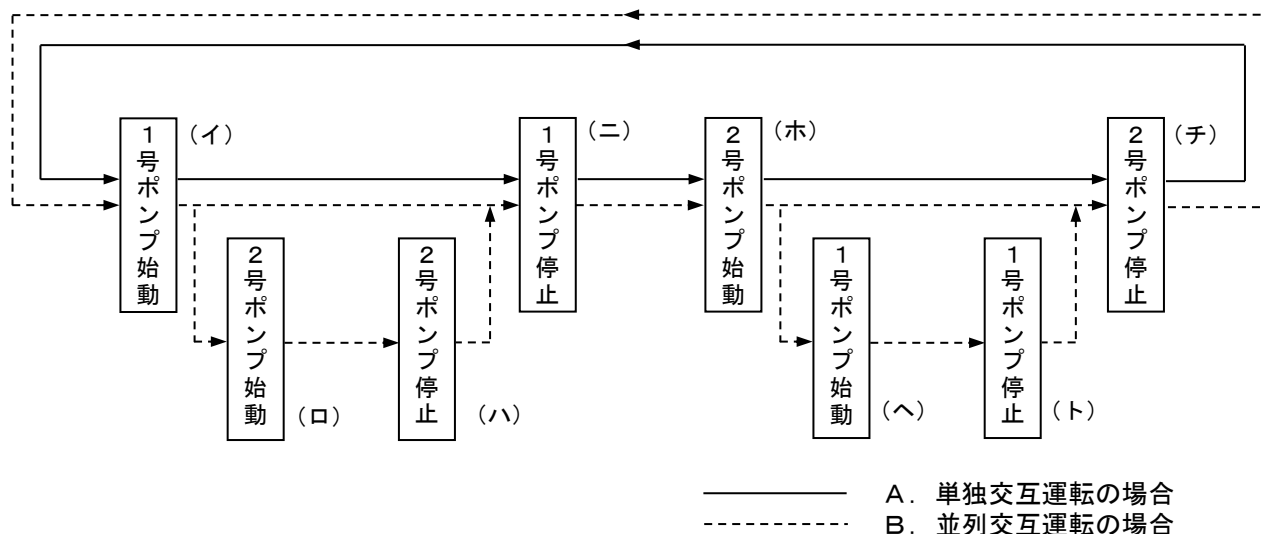 1号ポンプ始動
（イ）
1号ポンプ停止
（ニ）
2号ポンプ始動
（ホ）
2号ポンプ停止
（チ）
2号ポンプ始動
（ロ）
2号ポンプ停止
（ハ）
1号ポンプ始動
（ヘ）
1号ポンプ停止
（ト）
A．単独交互運転の場合
B．並列交互運転の場合